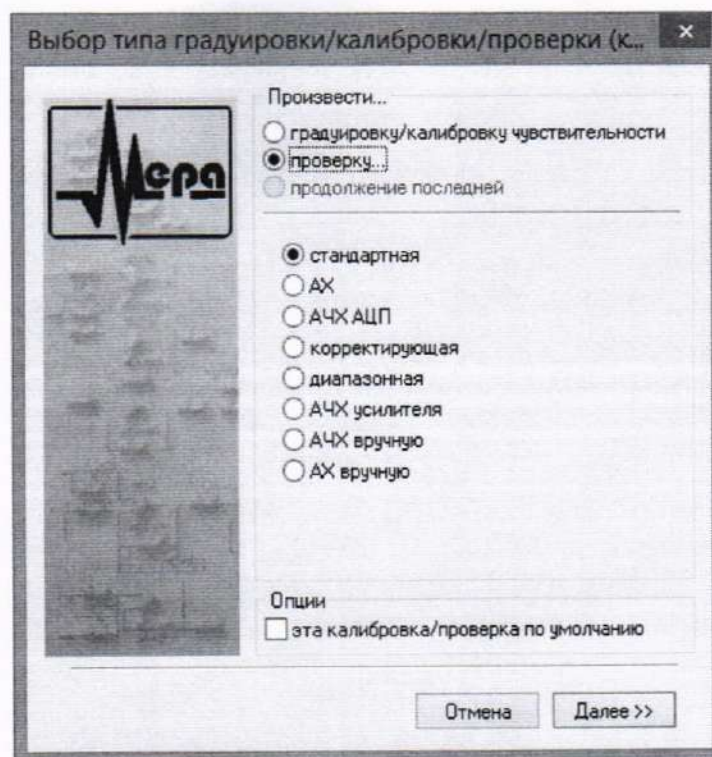 Выбор типа градуировки/калибровки/проверки (к...
Мера
Произвести...
градуировку/калибровку чувствительности
проверку...
продолжение последней
стандартная
АХ
АЧХ АЦП
корректирующая
диапазонная
АЧХ усилителя
АЧХ вручную
АХ вручную
Опции
эта калибровка/проверка по умолчанию
Отмена
Далее >>